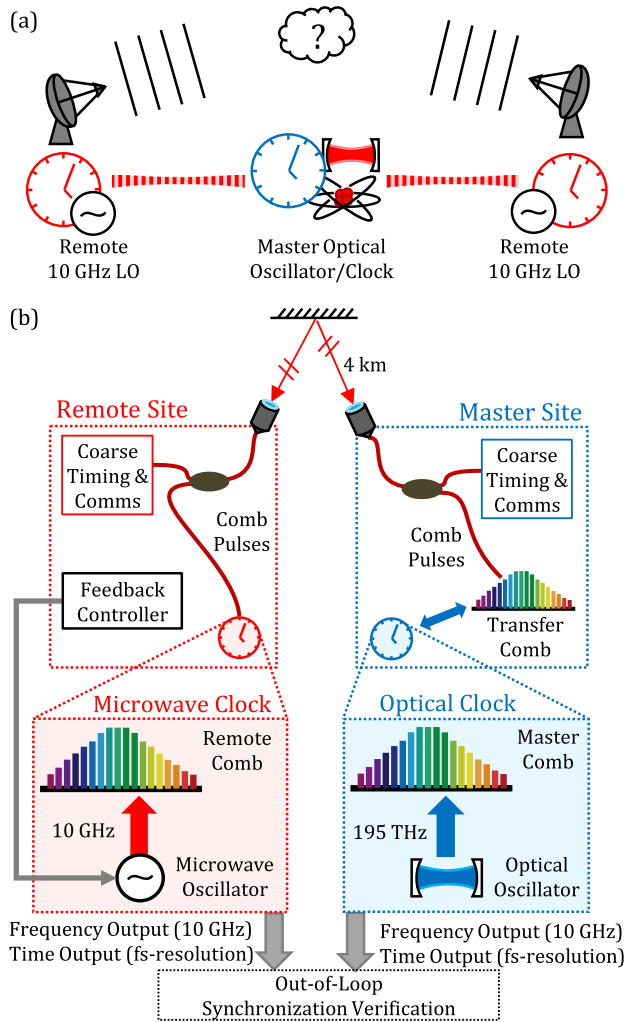 (a)
?
Remote
10 GHz LO
Master Optical
Oscillator/Clock
Remote
10 GHz LO
(b)
4 km
Remote Site
Master Site
Coarse
Timing &
Comms
Comb
Pulses
Feedback
Controller
Coarse
Timing &
Comms
Comb
Pulses
Transfer
Comb
Microwave Clock
Remote
Comb
10 GHz
Microwave
Oscillator
Optical Clock
Master
Comb
195 THz
Optical
Oscillator
Frequency Output (10 GHz)
Time Output (fs-resolution)
Frequency Output (10 GHz)
Time Output (fs-resolution)
Out-of-Loop
Synchronization Verification